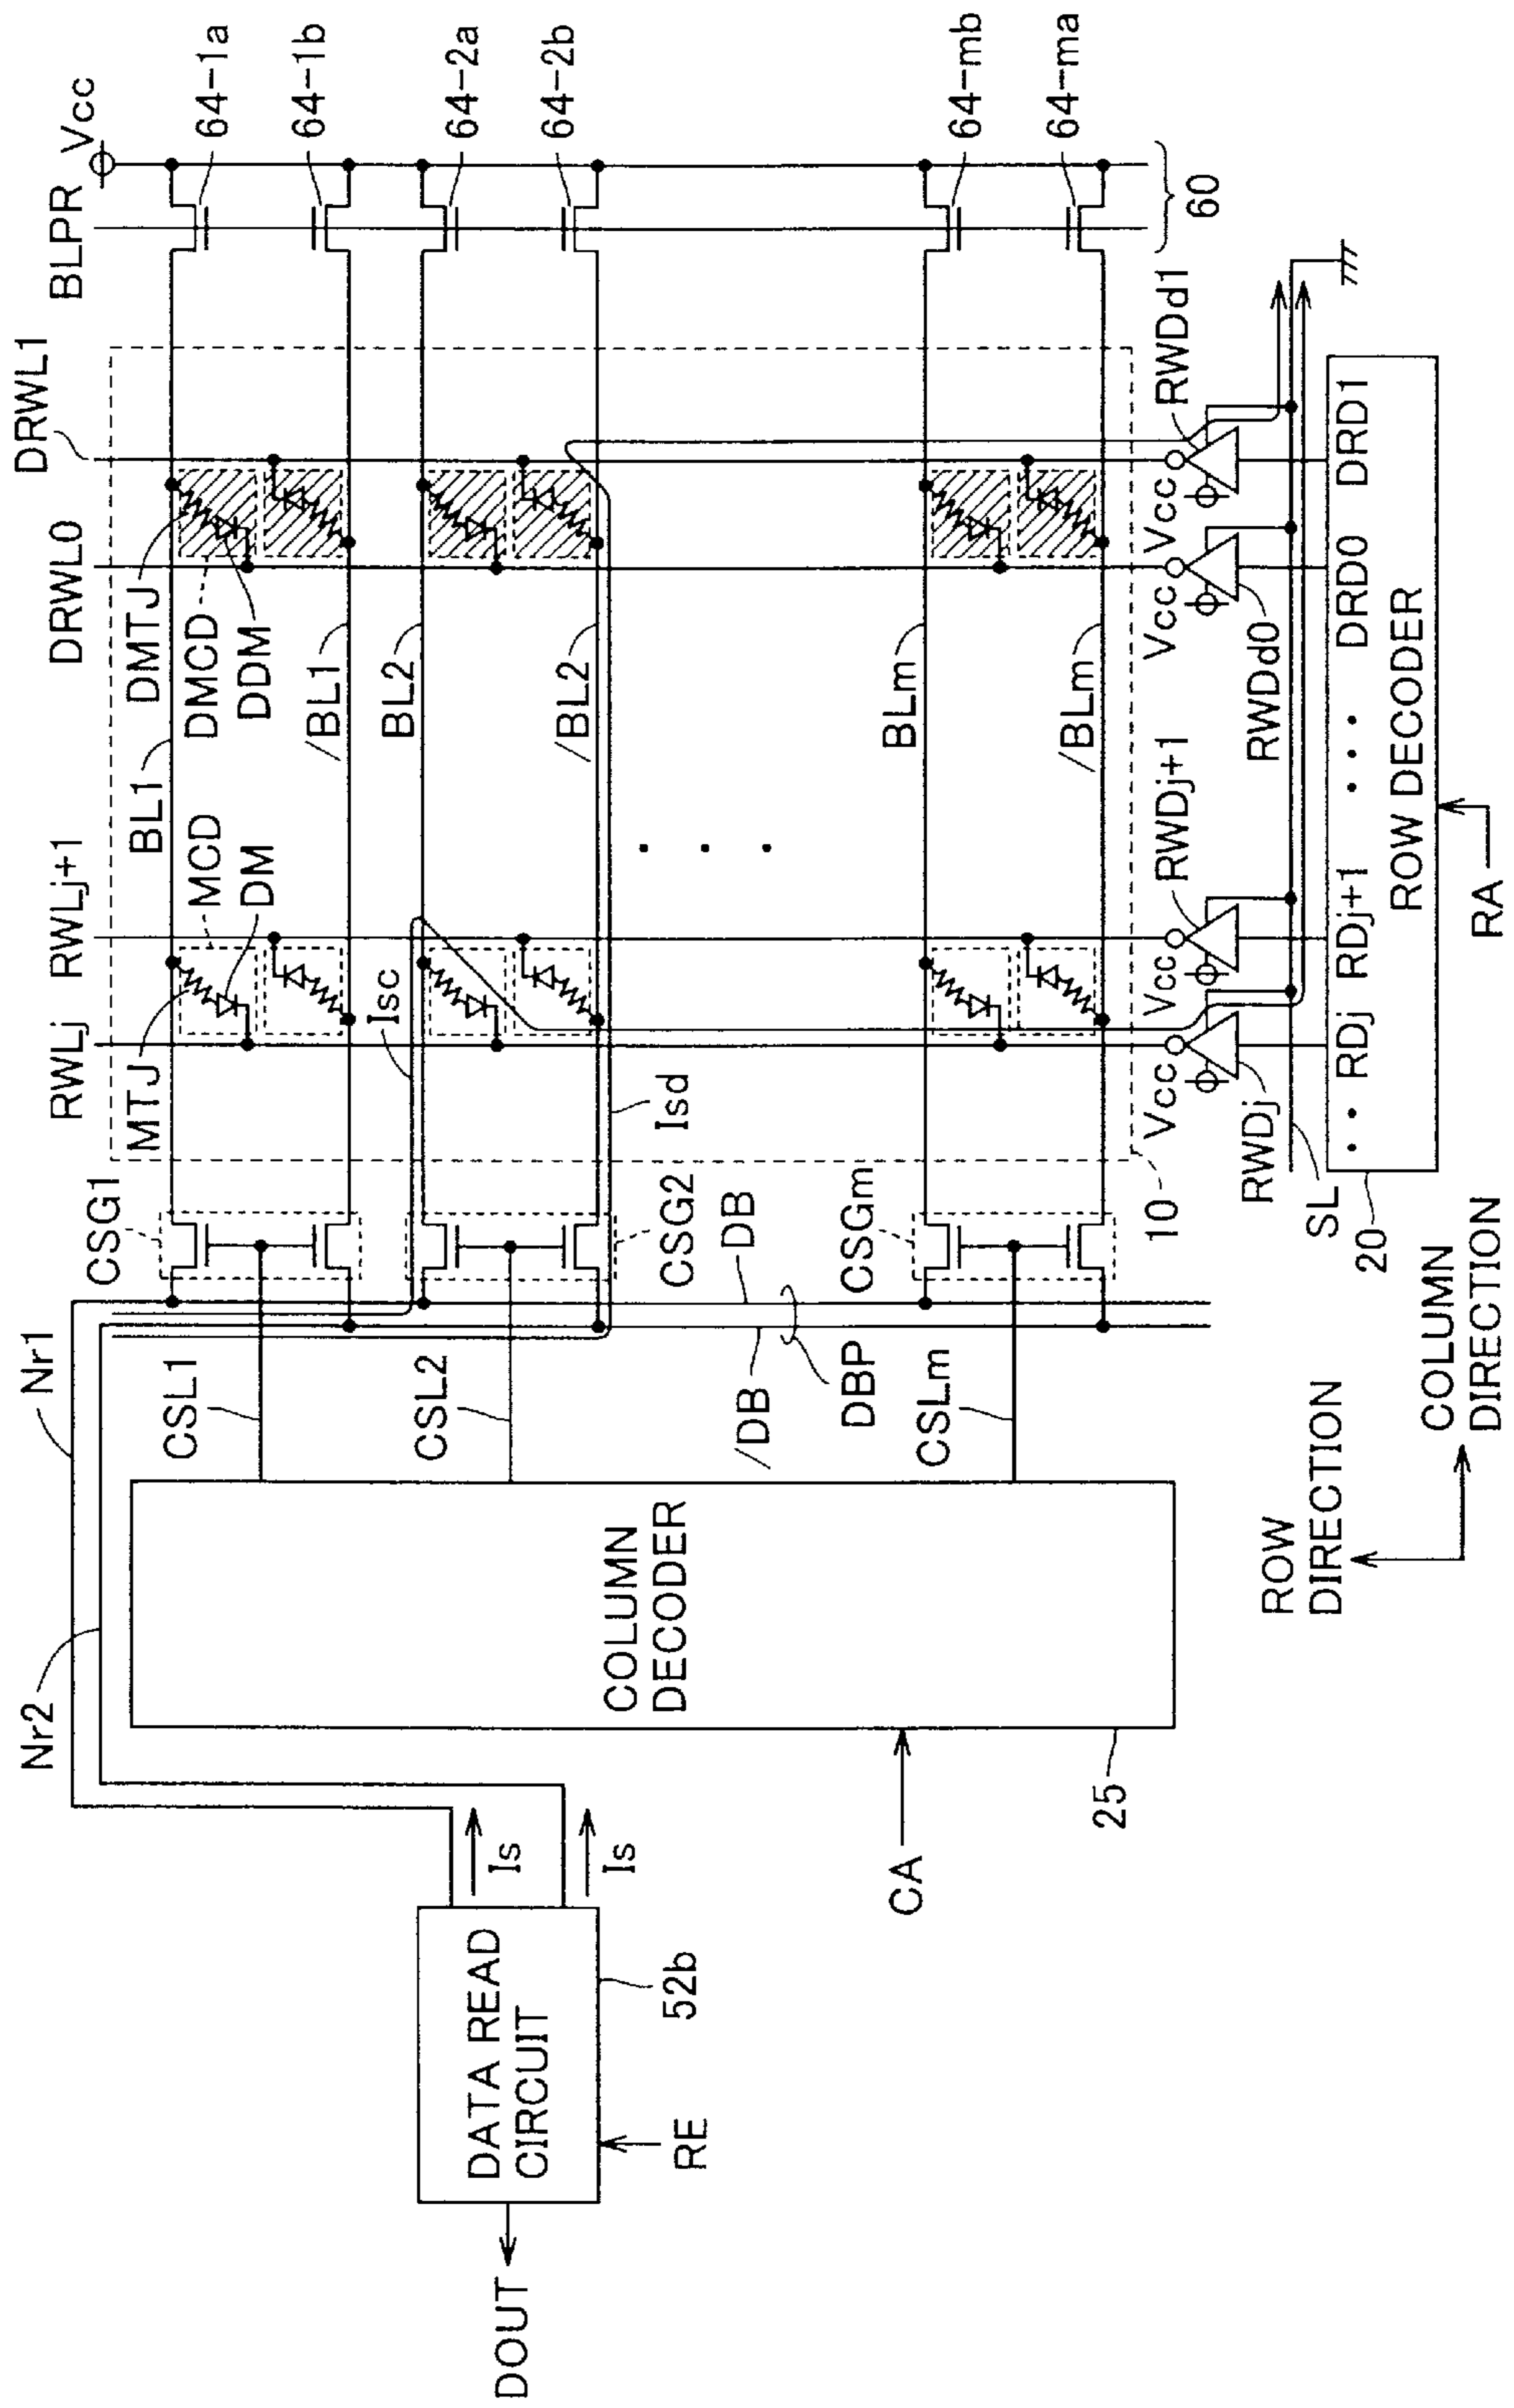 BLPR
Vcc
64-1a
64-1b
64-2a
64-2b
64-mb
64-ma
60
DRWL1
DRWL0
DMTJ
DMCD
DDM
BL1
/BL1
BL2
/BL2
BLm
/BLm
RWLj+1
RWLj
MTJ
MCD
DM
Isc
Isd
. . .
Vcc
RWDd1
Vcc
RWDd0
Vcc
RWDj+1
Vcc
RWDj
SL
DRD1
DRD0
. . .
RDj+1
RDj
. .
ROW DECODER
20
RA
10
CSG1
CSG2
CSGm
DB
/DB
DBP
Nr1
Nr2
CSL1
CSL2
CSLm
COLUMN
DECODER
25
CA
Is
Is
DATA READ
CIRCUIT
52b
RE
DOUT
ROW
DIRECTION
COLUMN
DIRECTION